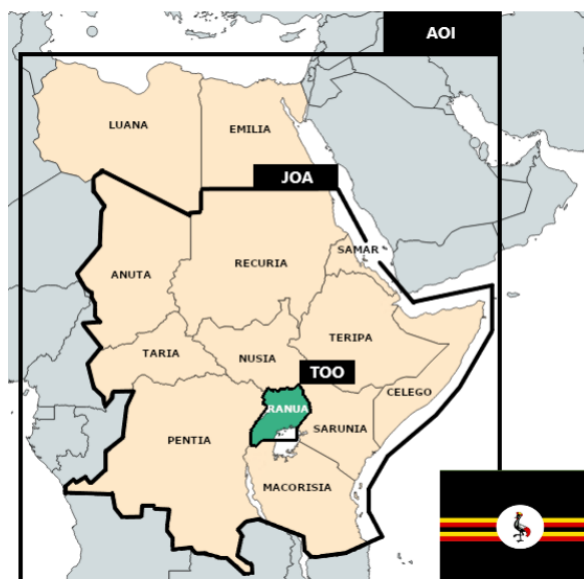 AOI
LUANA
EMILIA
JOA
SAMAR
RECURIA
ANUTA
TERIPA
TARIA
NUSIA
TOO
CELEGO
RANUA
SARUNIA
PENTIA
MACORISIA